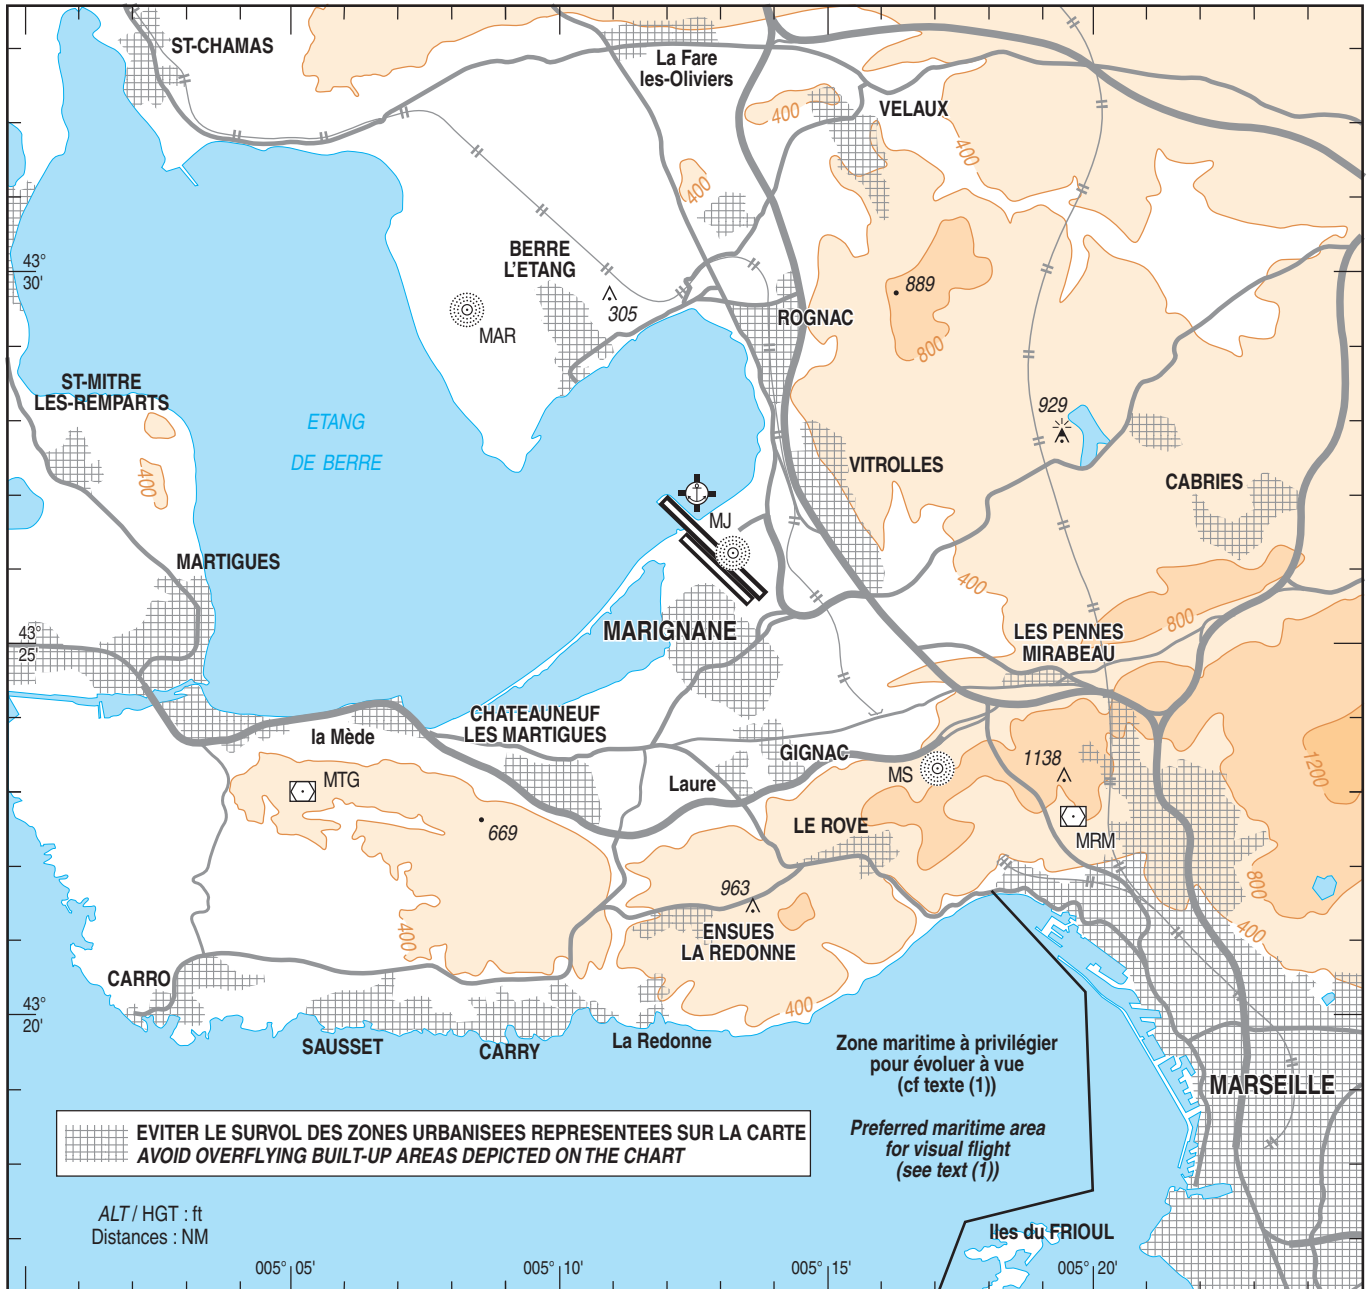 ST-CHAMAS
La Fare
les-Oliviers
VELAUX
400
400
400
BERRE
L'ETANG
43°
30'
305
MAR
889
ROGNAC
800
ST-MITRE
LES-REMPARTS
929
ETANG
DE BERRE
VITROLLES
CABRIES
400
MJ
MARTIGUES
400
800
43°
25'
MARIGNANE
LES PENNES
MIRABEAU
CHATEAUNEUF
LES MARTIGUES
la Mède
GIGNAC
1138
1200
MTG
Laure
MS
669
LE ROVE
MRM
963
800
ENSUES
LA REDONNE
400
400
CARRO
43°
20'
400
SAUSSET
CARRY
La Redonne
Zone maritime à privilégier
pour évoluer à vue
(cf texte (1))
MARSEILLE
Preferred maritime area
for visual flight
(see text (1))
EVITER LE SURVOL DES ZONES URBANISEES REPRESENTEES SUR LA CARTE
AVOID OVERFLYING BUILT-UP AREAS DEPICTED ON THE CHART
ALT / HGT : ft
Distances : NM
Iles du FRIOUL
005° 05'
005° 10'
005° 15'
005° 20'